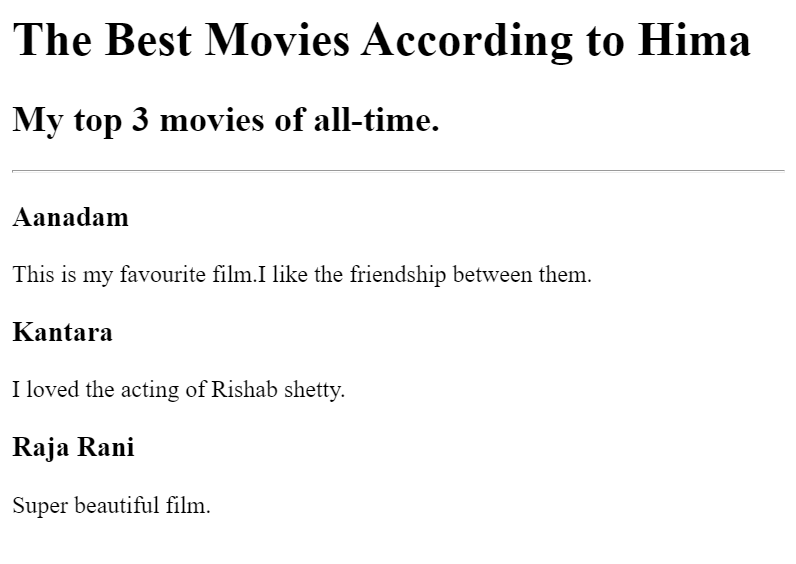 The Best Movies According to Hima
My top 3 movies of all-time.
Aanadam
This is my favourite film.I like the friendship between them.
Kantara
I loved the acting of Rishab shetty.
Raja Rani
Super beautiful film.